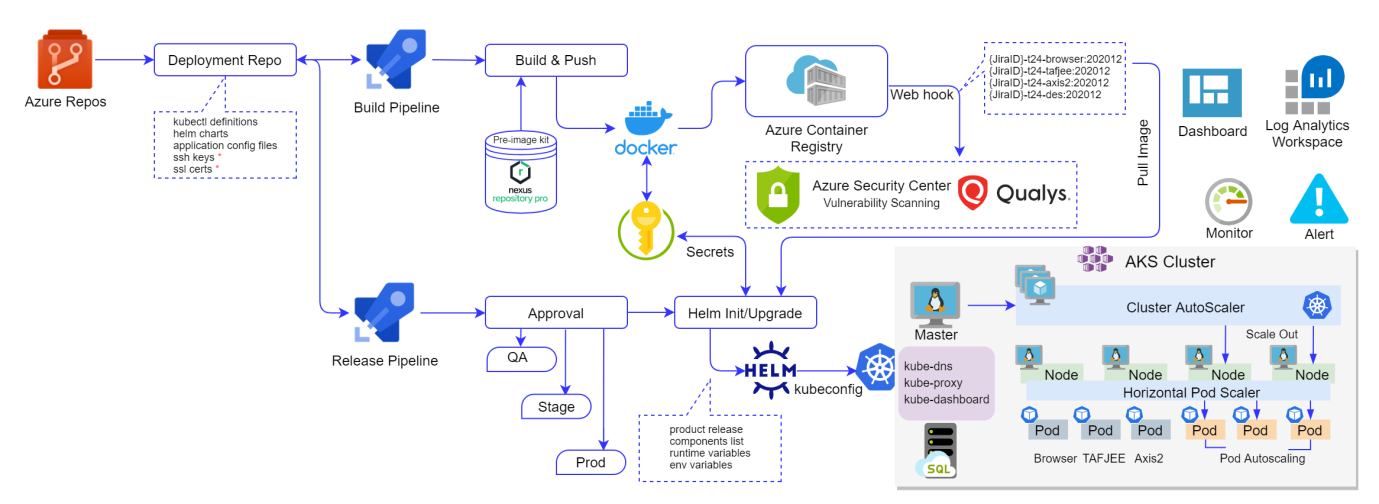 Azure Repos
Deployment Repo
kubectl definitions
helm charts
application config files
ssh keys *
ssl certs *
Build Pipeline
Build & Push
Pre-image kit
nexus
repository pro
docker
Azure Container
Registry
Web hook
{JiraID}-t24-browser:202012
{JiraID}-t24-tafjee:202012
{JiraID}-t24-axis2:202012
{JiraID}-t24-des:202012
Pull Image
Azure Security Center
Vulnerability Scanning
Qualys.
Dashboard
Log Analytics
Workspace
Monitor
Alert
Secrets
Release Pipeline
Approval
QA
Stage
Prod
Helm Init/Upgrade
HELM
kubeconfig
product release
components list
runtime variables
env variables
AKS Cluster
Master
Cluster AutoScaler
Scale Out
kube-dns
kube-proxy
kube-dashboard
SQL
Node
Node
Node
Node
Horizontal Pod Scaler
Pod
Pod
Pod
Pod
Pod
Pod
Browser
TAFJEE
Axis2
Pod Autoscaling